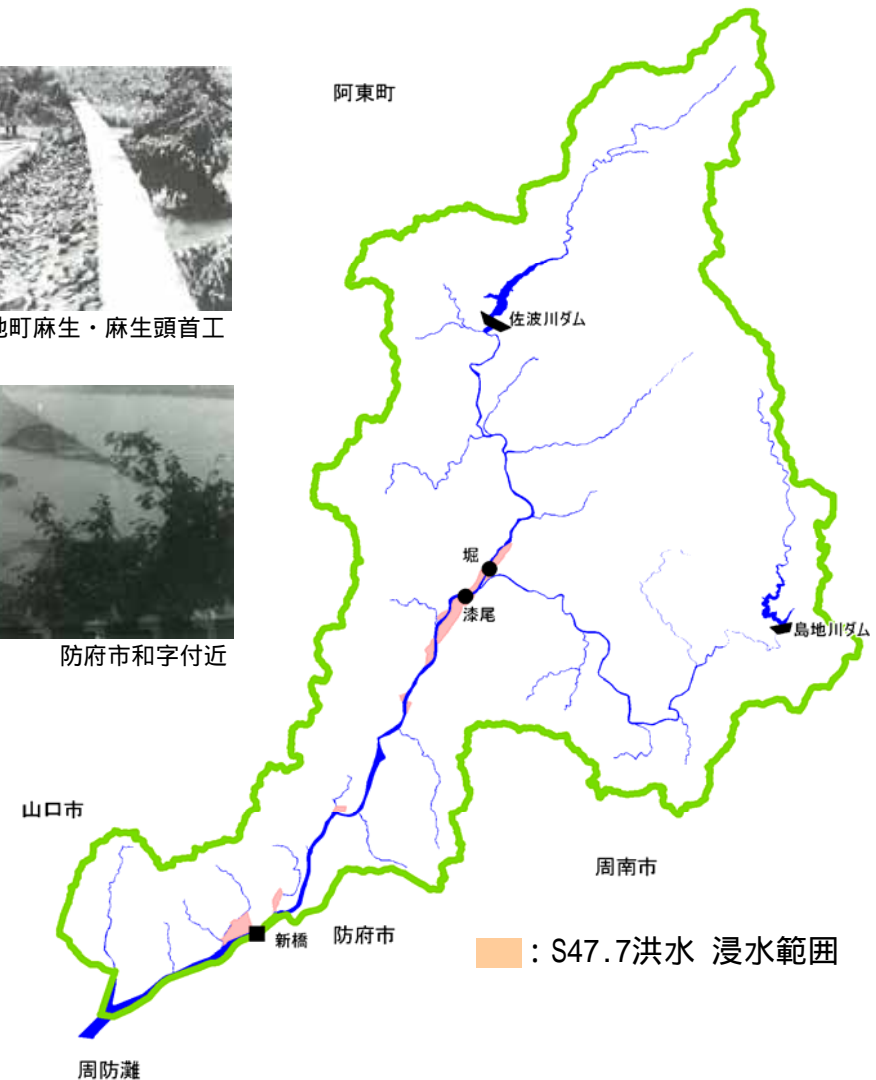 阿東町
地町麻生・麻生頭首工
佐波川ダム
防府市和字付近
堀
漆尾
島地川ダム
山口市
周南市
新橋
防府市
: S47.7洪水 浸水範囲
周防灘